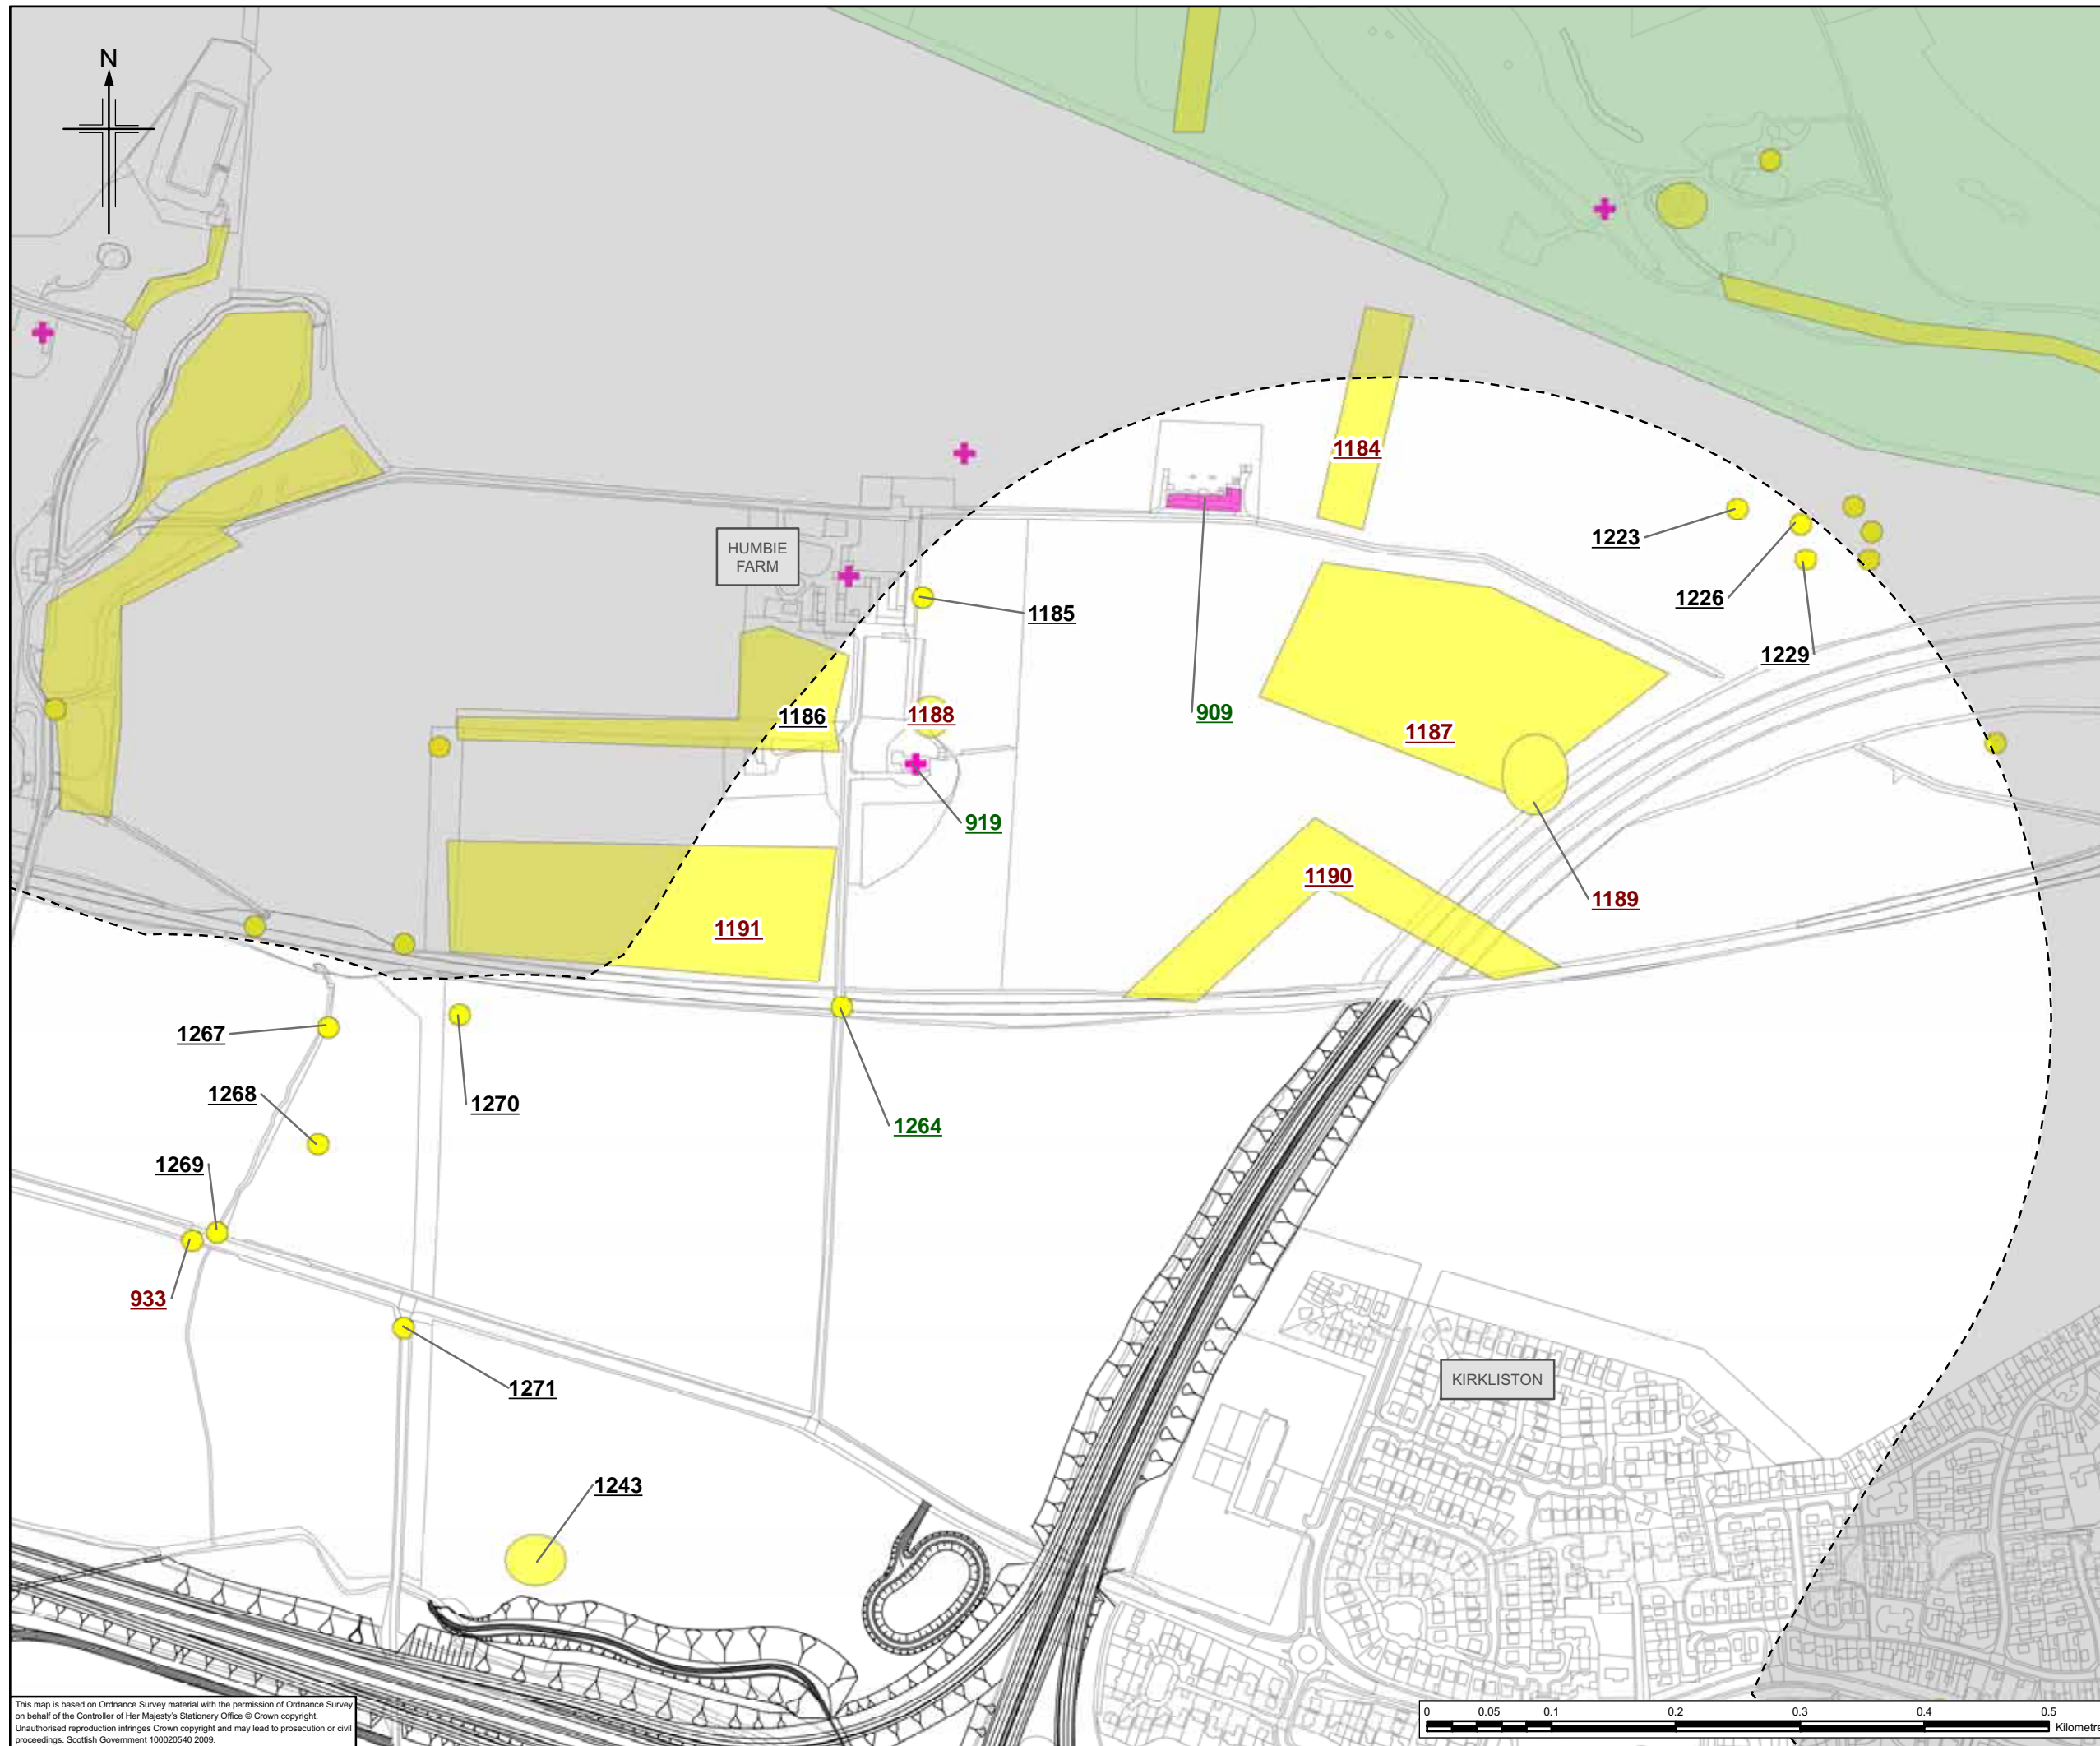 N
1184
1223
HUMBIE
FARM
1226
1185
1229
1186
1188
909
1187
919
1190
1189
1191
1267
1268
1270
1264
1269
933
KIRKLISTON
1271
1243
This map is based on Ordnance Survey material with the permission of Ordnance Survey
on behalf of the Controller of Her Majesty's Stationery Office © Crown copyright.
Unauthorised reproduction infringes Crown copyright and may lead to prosecution or civil
proceedings. Scottish Government 100020540 2009.
0 0.05 0.1 0.2 0.3 0.4 0.5
Kilometre